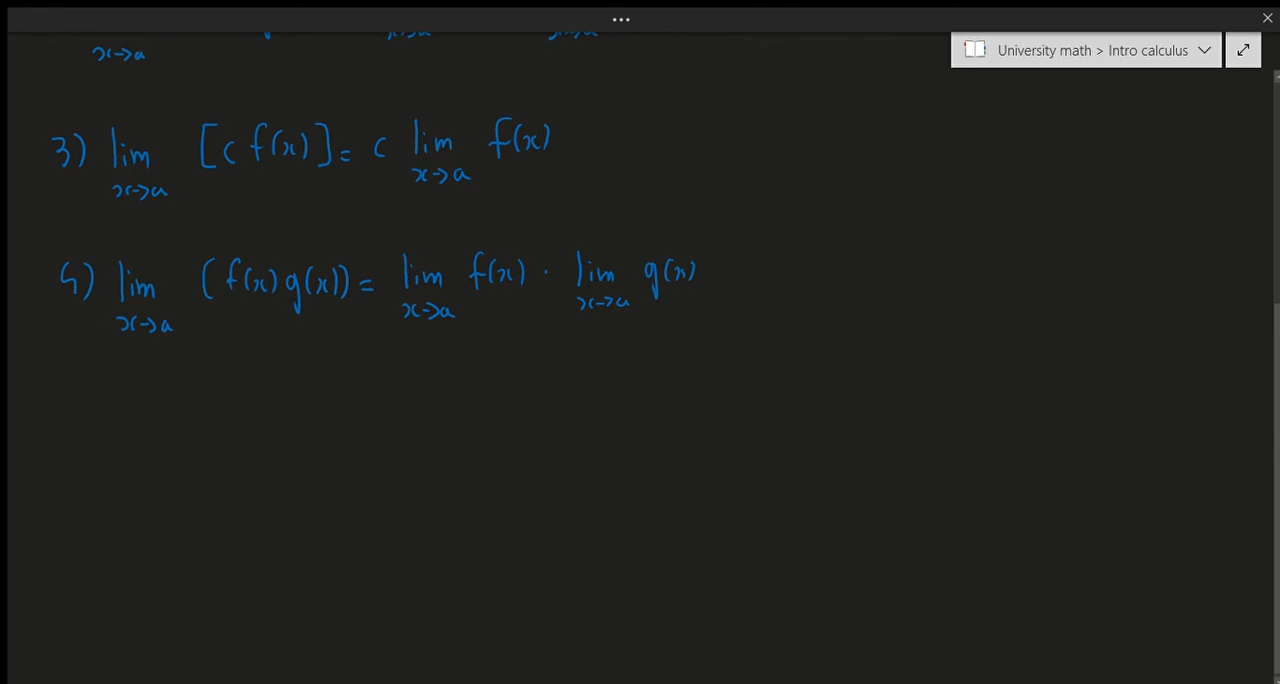 •••
x→a
University math > Intro calculus
3) lim [c f(x)] = c lim f(x)
x→a x→a
4) lim (f(x) g(x)) = lim f(x) · lim g(x)
x→a x→a x→a